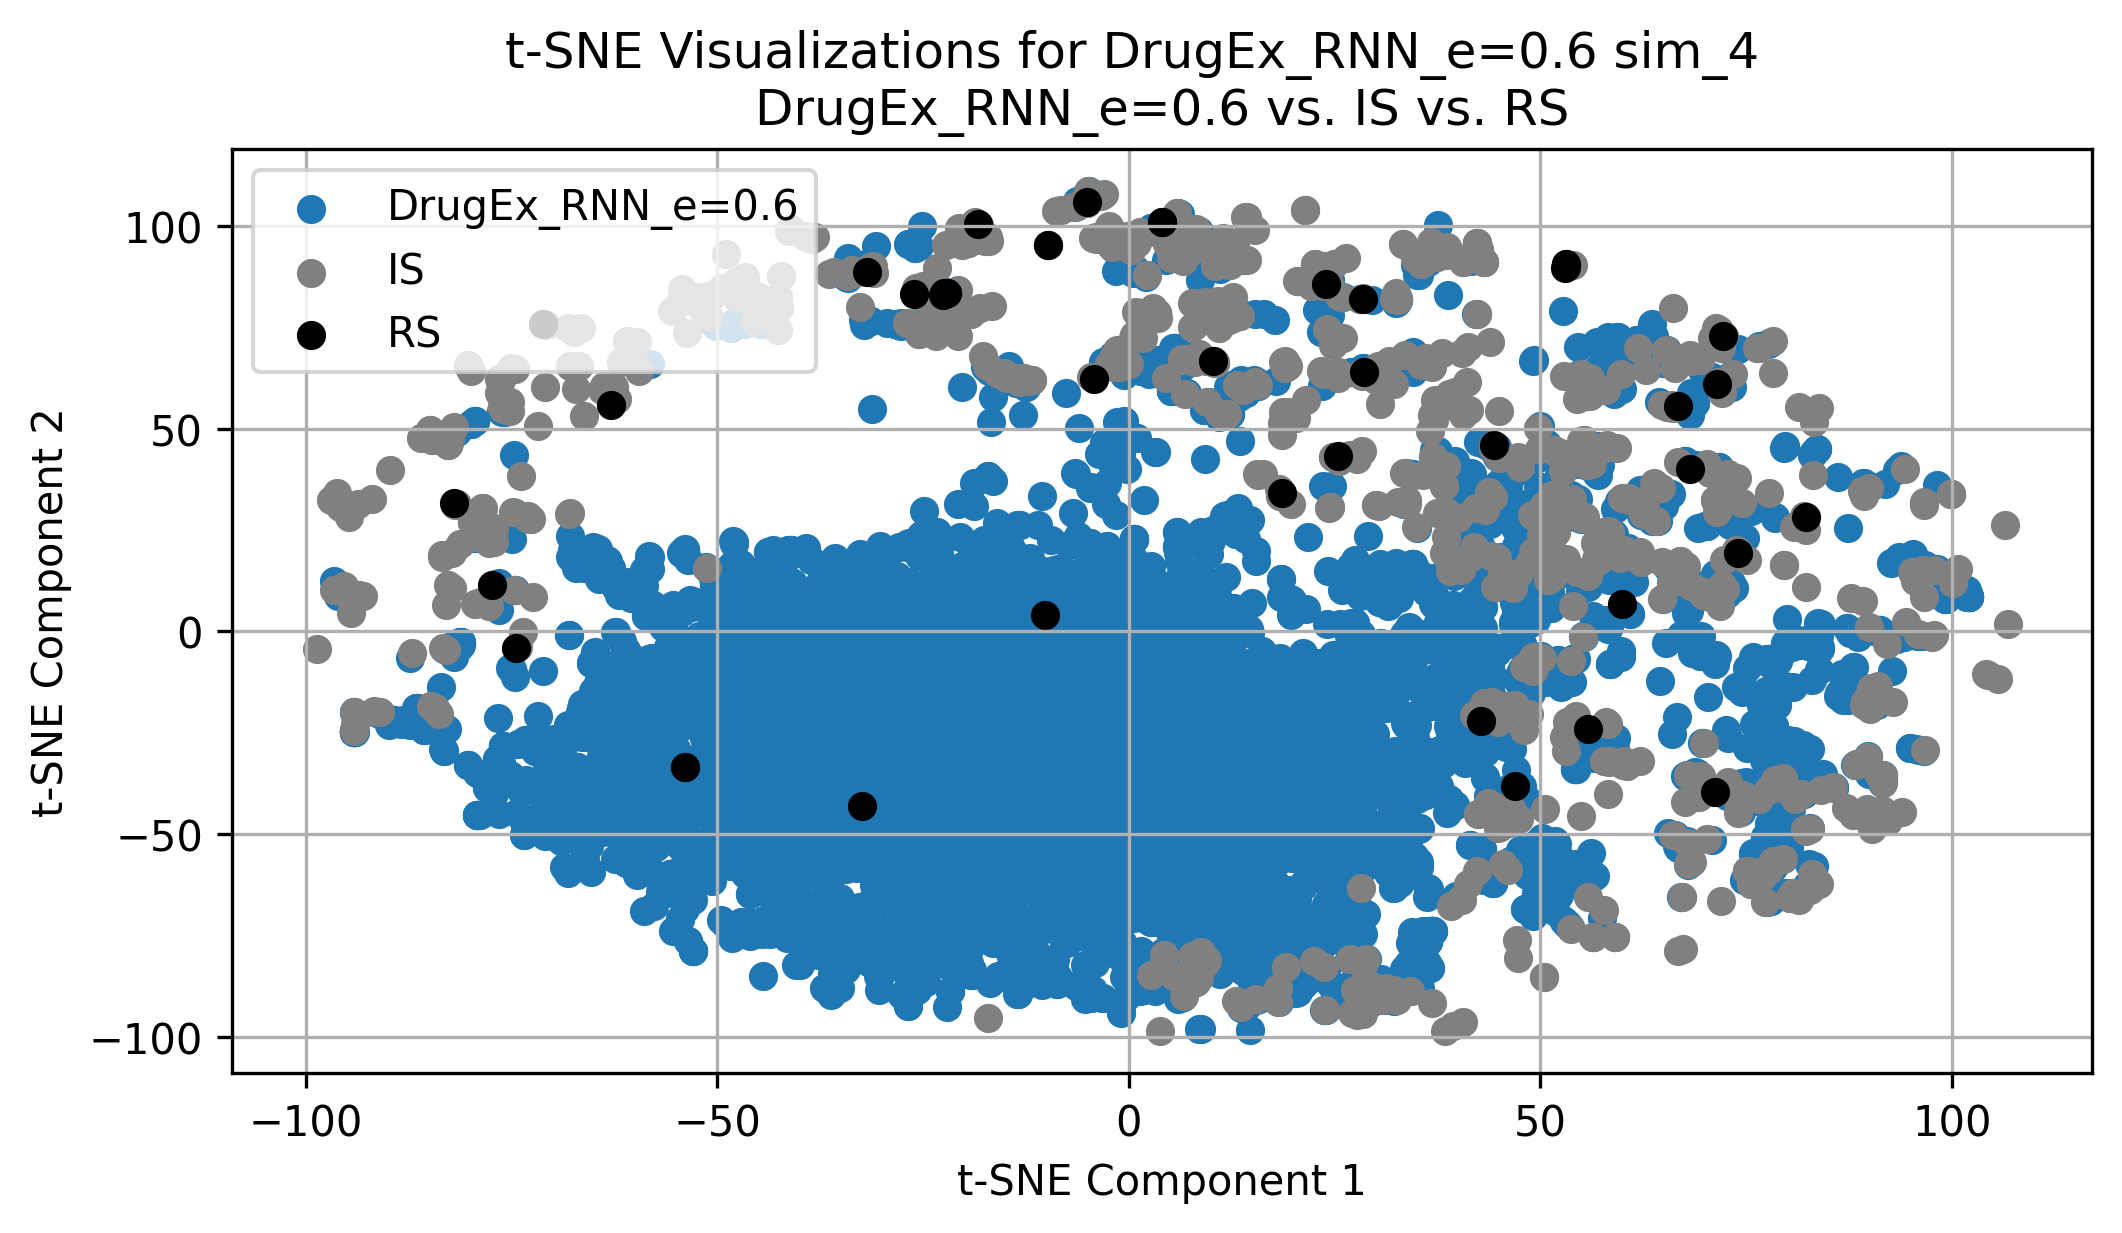 t-SNE Visualizations for DrugEx_RNN_e=0.6 sim_4
DrugEx_RNN_e=0.6 vs. IS vs. RS
DrugEx_RNN_e=0.6
IS
RS
t-SNE Component 2
100
50
0
−50
−100
−100
−50
0
50
100
t-SNE Component 1